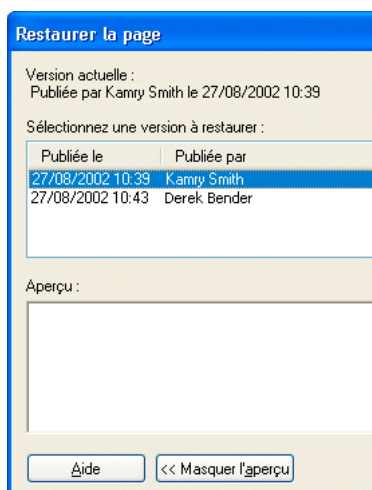 Restaurer la page
Version actuelle :
Publiée par Kamry Smith le 27/08/2002 10:39
Sélectionnez une version à restaurer :
Publiée le Publiée par
27/08/2002 10:39 Kamry Smith
27/08/2002 10:43 Derek Bender
Aperçu :
Aide << Masquer l'aperçu